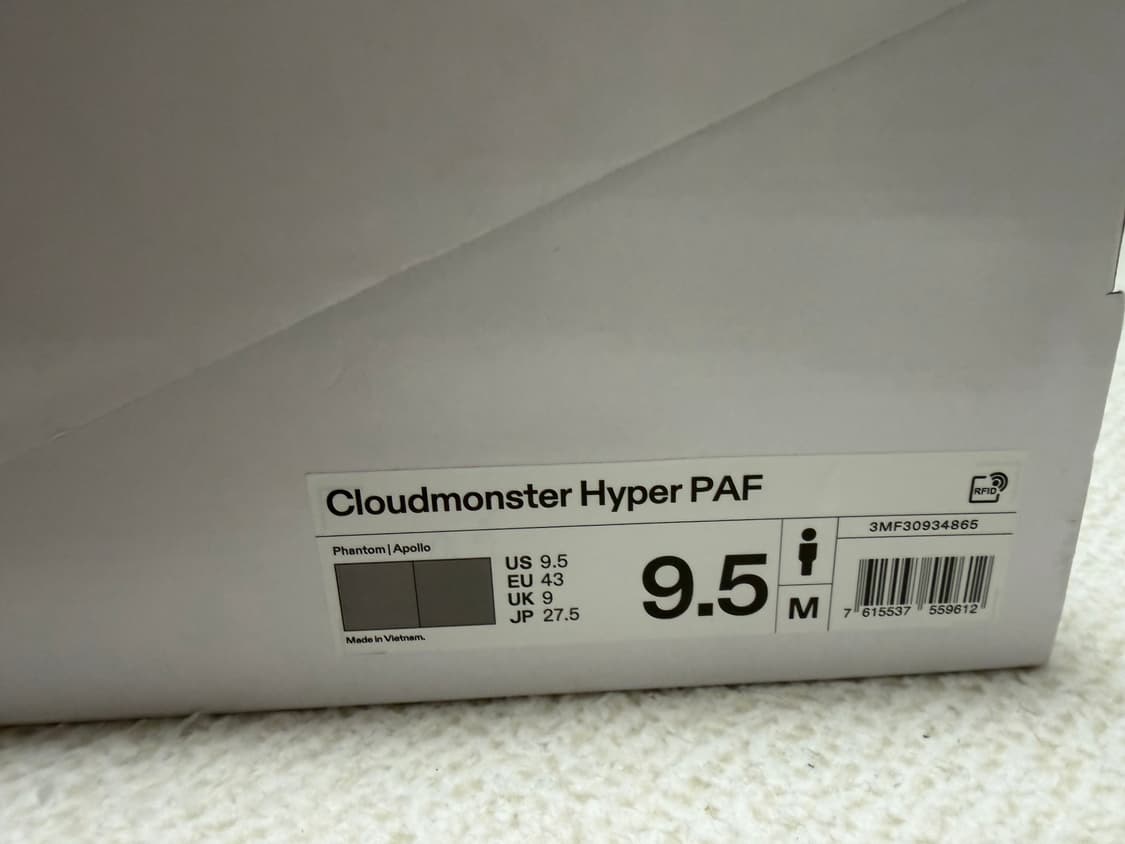 Cloudmonster Hyper PAF
RFID
3MF30934865
Phantom | Apollo
US 9.5
EU 43
UK 9
JP 27.5
9.5
M
7 615537 559612
Made in Vietnam.